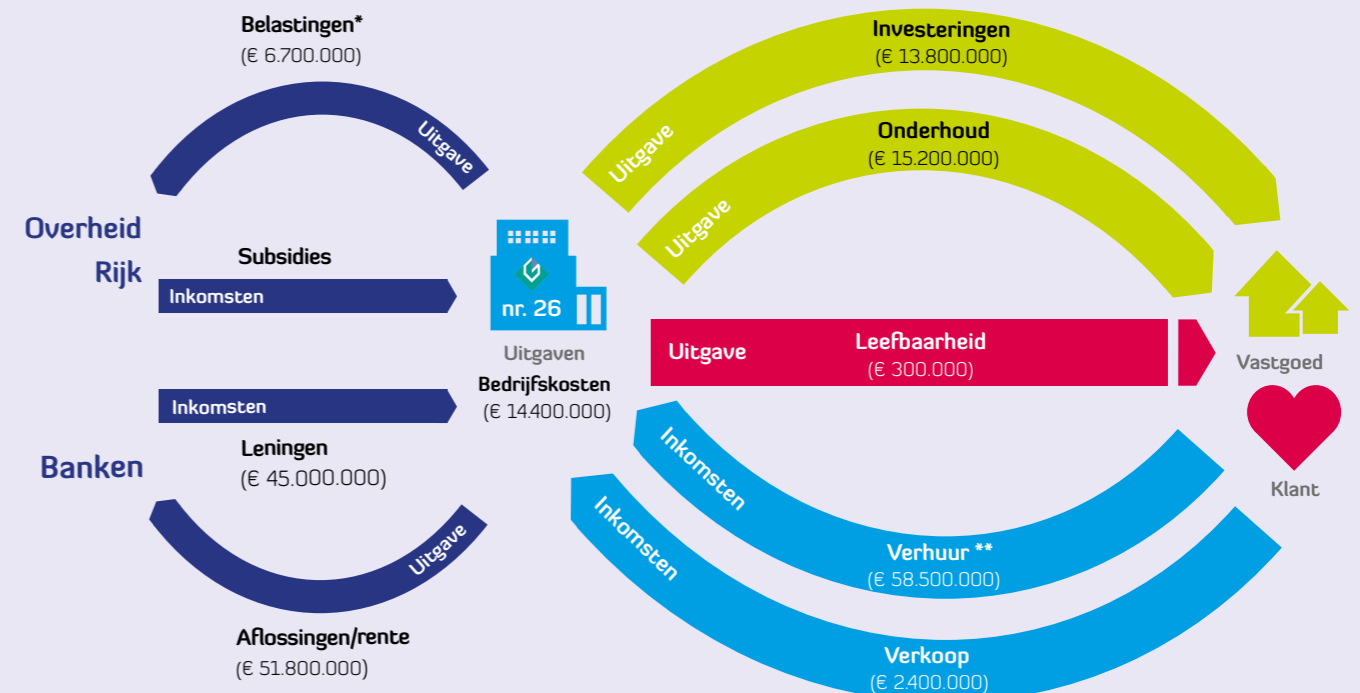 Belastingen*
(€ 6.700.000)
Uitgave
Overheid
Rijk
Subsidies
Inkomsten
Inkomsten
Leningen
(€ 45.000.000)
Banken
Uitgave
Aflossingen/rente
(€ 51.800.000)
nr. 26
Uitgaven
Bedrijfskosten
(€ 14.400.000)
Investeringen
(€ 13.800.000)
Uitgave
Onderhoud
(€ 15.200.000)
Uitgave
Uitgave
Leefbaarheid
(€ 300.000)
Vastgoed
Klant
Inkomsten
Verhuur **
(€ 58.500.000)
Inkomsten
Verkoop
(€ 2.400.000)